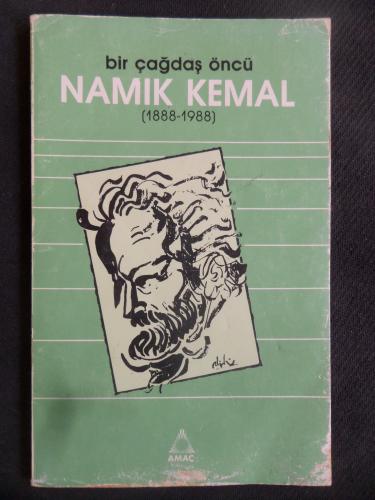 bir çağdaş öncü
NAMIK KEMAL
(1888-1988)
AMAÇ